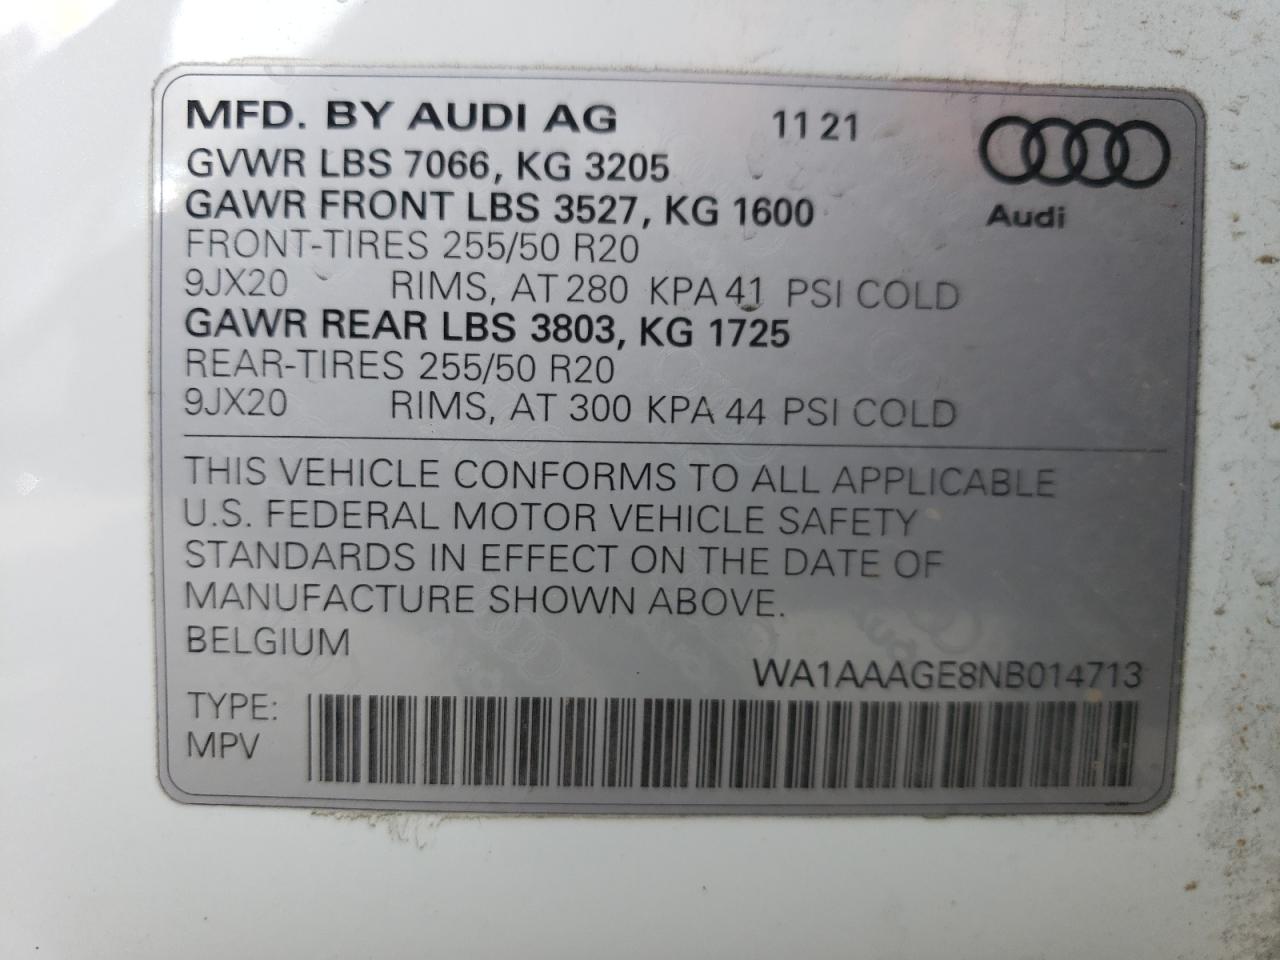 MFD. BY AUDI AG 11 21
GVWR LBS 7066, KG 3205
GAWR FRONT LBS 3527, KG 1600
Audi
FRONT-TIRES 255/50 R20
9JX20 RIMS, AT 280 KPA 41 PSI COLD
GAWR REAR LBS 3803, KG 1725
REAR-TIRES 255/50 R20
9JX20 RIMS, AT 300 KPA 44 PSI COLD
THIS VEHICLE CONFORMS TO ALL APPLICABLE
U.S. FEDERAL MOTOR VEHICLE SAFETY
STANDARDS IN EFFECT ON THE DATE OF
MANUFACTURE SHOWN ABOVE.
BELGIUM
WA1AAAGE8NB014713
TYPE:
MPV